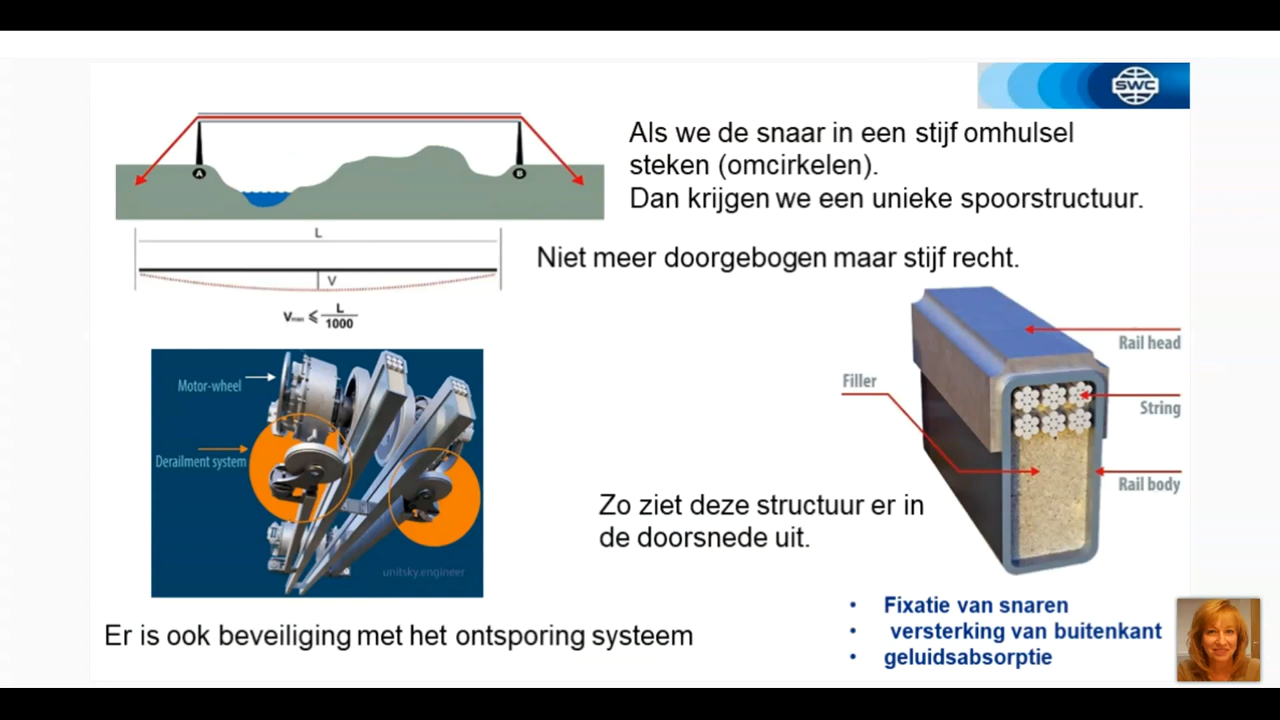 SWC
Als we de snaar in een stijf omhulsel
steken (omcirkelen).
Dan krijgen we een unieke spoorstructuur.
A
B
L
Niet meer doorgebogen maar stijf recht.
V
Vmax ⩽ L/1000
Rail head
Filler
String
Rail body
Motor-wheel
Derailment system
unitsky.engineer
Zo ziet deze structuur er in
de doorsnede uit.
Er is ook beveiliging met het ontsporing systeem
• Fixatie van snaren
• versterking van buitenkant
• geluidsabsorptie